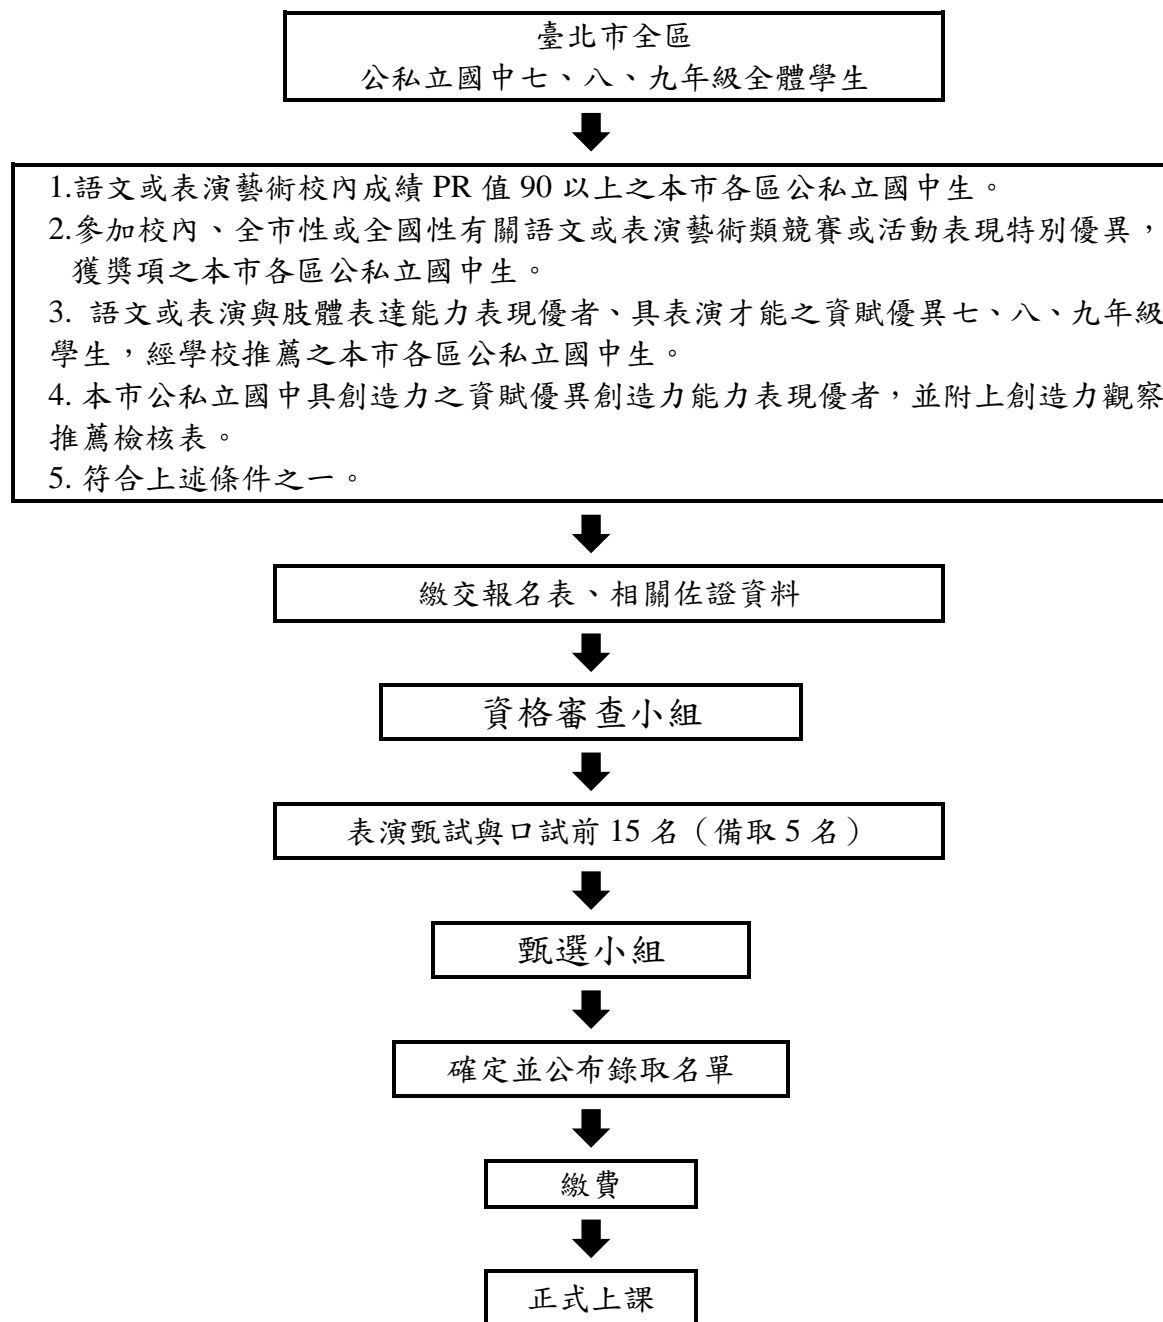 臺北市全區
公私立國中七、八、九年級全體學生
1.語文或表演藝術校內成績 PR 值 90 以上之本市各區公私立國中生。
2.參加校內、全市性或全國性有關語文或表演藝術類競賽或活動表現特別優異，
獲獎項之本市各區公私立國中生。
3. 語文或表演與肢體表達能力表現優者、具表演才能之資賦優異七、八、九年級
學生，經學校推薦之本市各區公私立國中生。
4. 本市公私立國中具創造力之資賦優異創造力能力表現優者，並附上創造力觀察
推薦檢核表。
5. 符合上述條件之一。
繳交報名表、相關佐證資料
資格審查小組
表演甄試與口試前 15 名（備取 5 名）
甄選小組
確定並公布錄取名單
繳費
正式上課